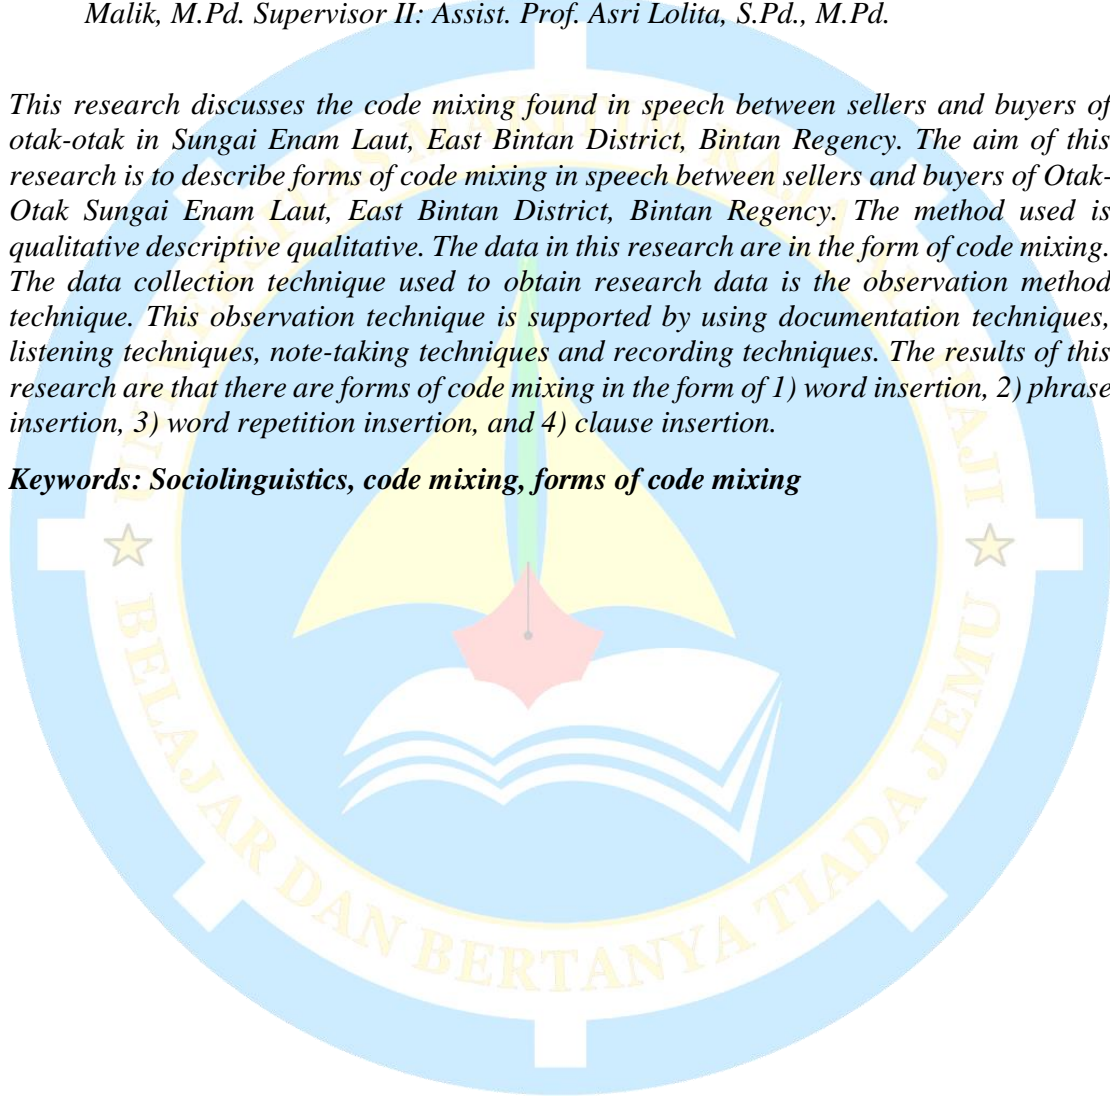 Malik, M.Pd. Supervisor II: Assist. Prof. Asri Lolita, S.Pd., M.Pd.
This research discusses the code mixing found in speech between sellers and buyers of
otak-otak in Sungai Enam Laut, East Bintan District, Bintan Regency. The aim of this
research is to describe forms of code mixing in speech between sellers and buyers of Otak-
Otak Sungai Enam Laut, East Bintan District, Bintan Regency. The method used is
qualitative descriptive qualitative. The data in this research are in the form of code mixing.
The data collection technique used to obtain research data is the observation method
technique. This observation technique is supported by using documentation techniques,
listening techniques, note-taking techniques and recording techniques. The results of this
research are that there are forms of code mixing in the form of 1) word insertion, 2) phrase
insertion, 3) word repetition insertion, and 4) clause insertion.
Keywords: Sociolinguistics, code mixing, forms of code mixing
UNIVERSITAS MARITIM RAJA ALI HAJI
BELAJAR DAN BERTANYA TIADA JEMU